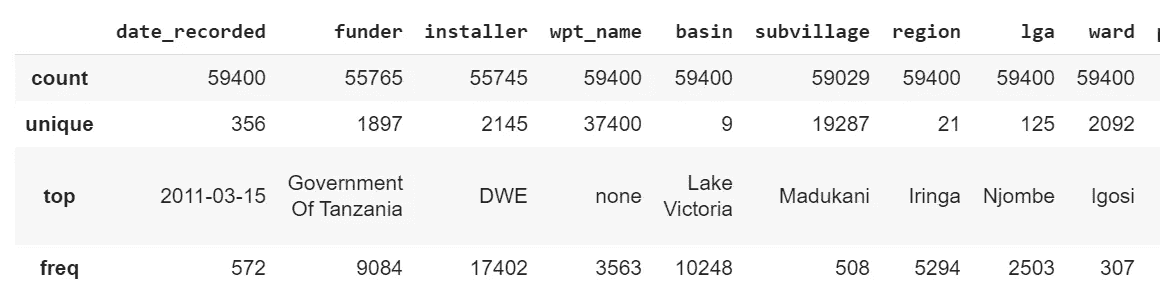 date_recorded funder installer wpt_name basin subvillage region lga ward
count 59400 55765 55745 59400 59400 59029 59400 59400 59400
unique 356 1897 2145 37400 9 19287 21 125 2092
top 2011-03-15 Government Of Tanzania DWE none Lake Victoria Madukani Iringa Njombe Igosi
freq 572 9084 17402 3563 10248 508 5294 2503 307